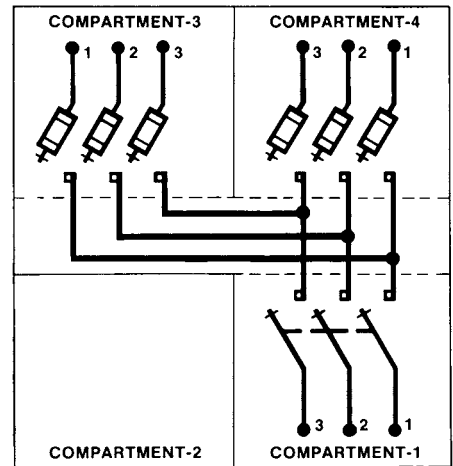 COMPARTMENT-3
COMPARTMENT-4
1 2 3
3 2 1
3 2 1
COMPARTMENT-2
COMPARTMENT-1